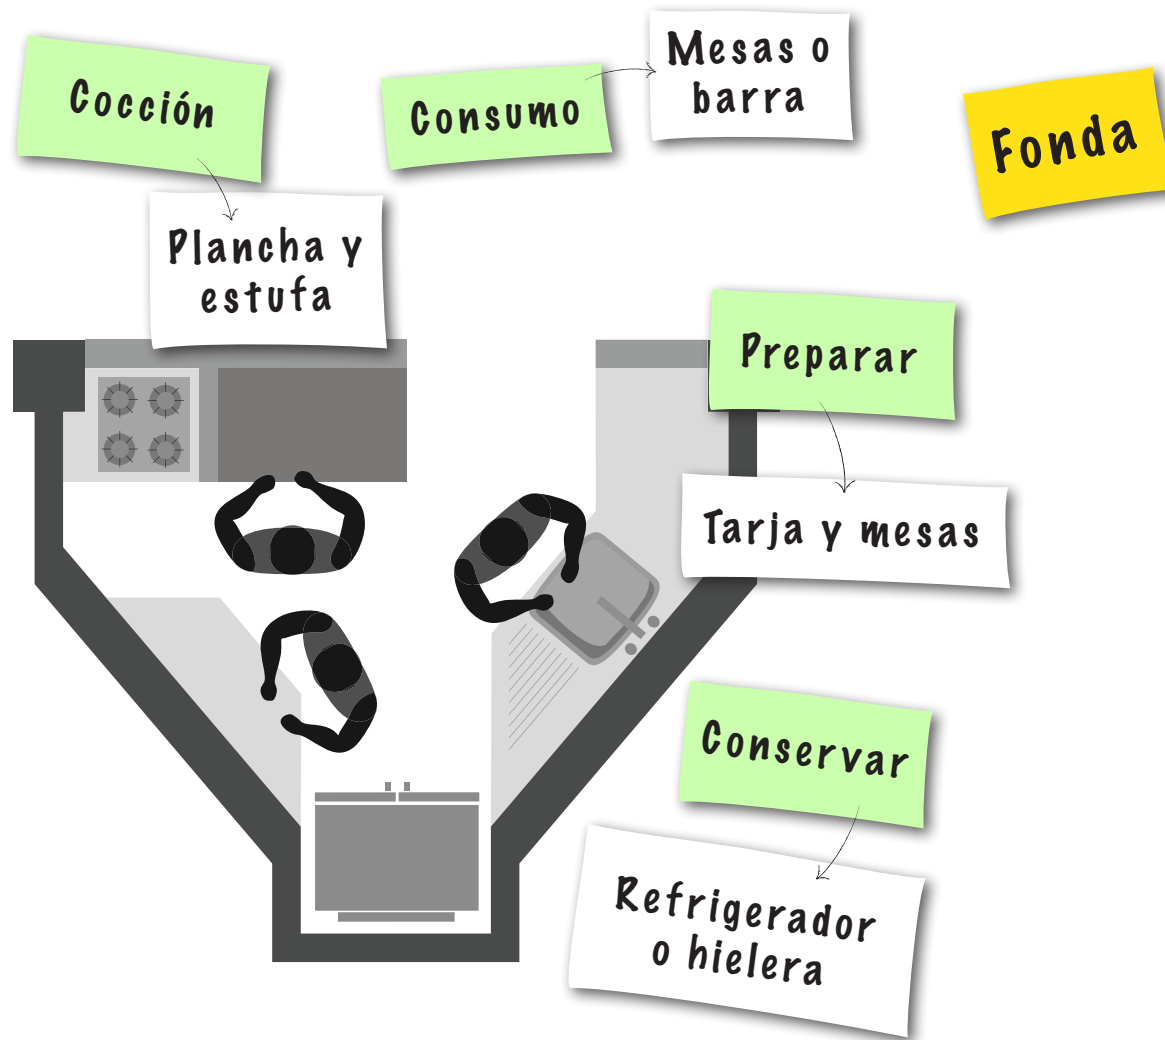 Cocción
Plancha y
estufa
Consumo
Mesas o
barra
Fonda
Preparar
Tarja y mesas
Conservar
Refrigerador
o hielera